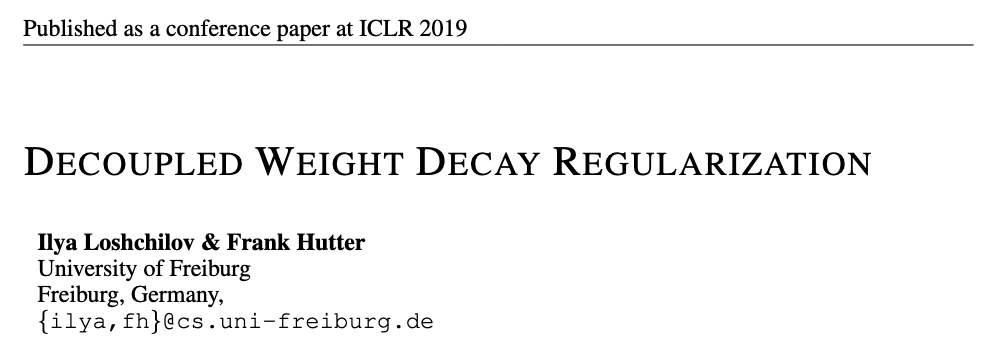 Published as a conference paper at ICLR 2019
DECOUPLED WEIGHT DECAY REGULARIZATION
Ilya Loshchilov & Frank Hutter
University of Freiburg
Freiburg, Germany,
{ilya,fh}@cs.uni-freiburg.de